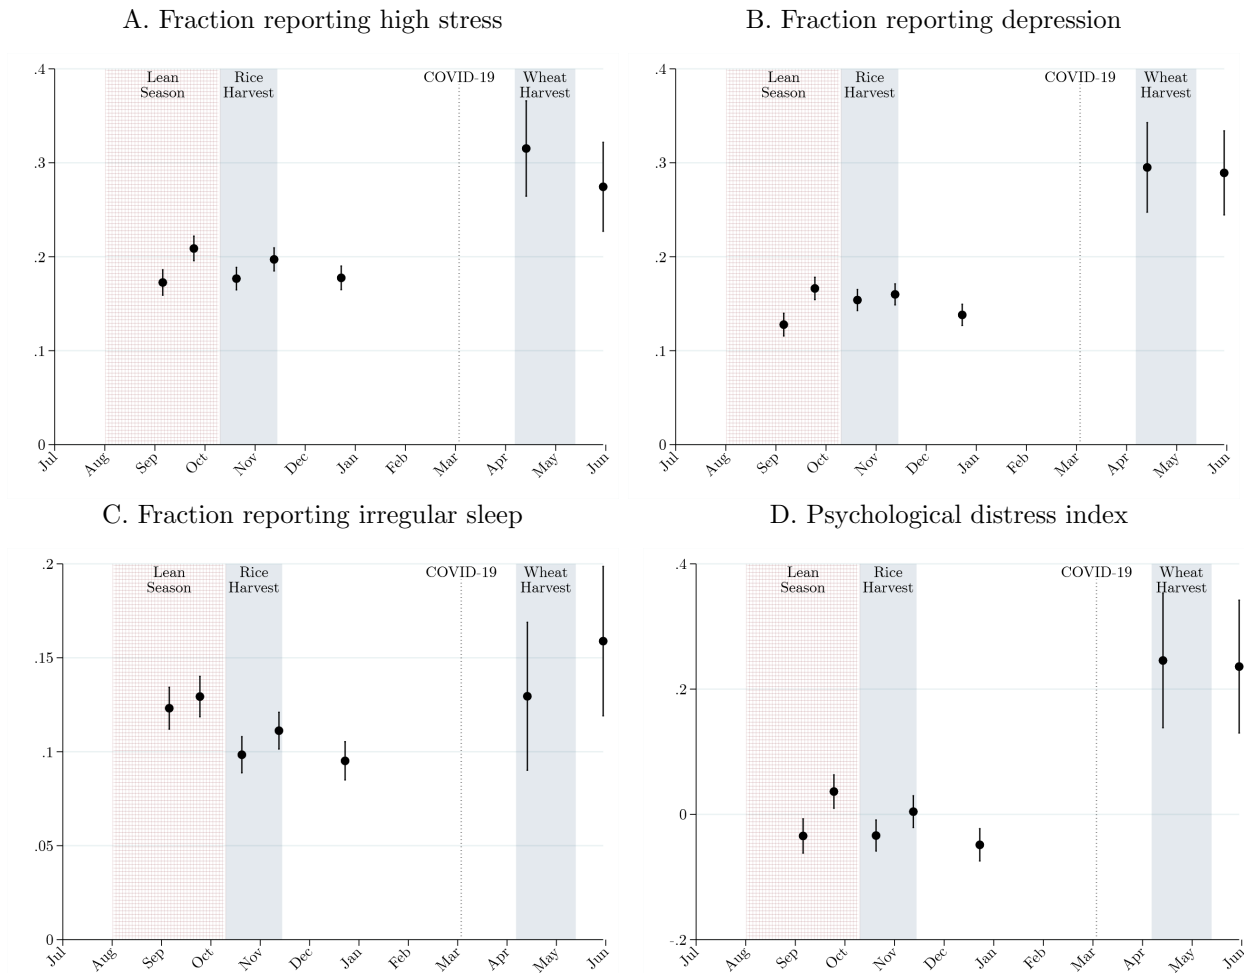 A. Fraction reporting high stress
.4
.3
.2
.1
0
Lean
Season
Rice
Harvest
COVID-19
Wheat
Harvest
Jul
Aug
Sep
Oct
Nov
Dec
Jan
Feb
Mar
Apr
May
Jun
B. Fraction reporting depression
.4
.3
.2
.1
0
Lean
Season
Rice
Harvest
COVID-19
Wheat
Harvest
Jul
Aug
Sep
Oct
Nov
Dec
Jan
Feb
Mar
Apr
May
Jun
C. Fraction reporting irregular sleep
.2
.15
.1
.05
0
Lean
Season
Rice
Harvest
COVID-19
Wheat
Harvest
Jul
Aug
Sep
Oct
Nov
Dec
Jan
Feb
Mar
Apr
May
Jun
D. Psychological distress index
.4
.2
0
-.2
Lean
Season
Rice
Harvest
COVID-19
Wheat
Harvest
Jul
Aug
Sep
Oct
Nov
Dec
Jan
Feb
Mar
Apr
May
Jun